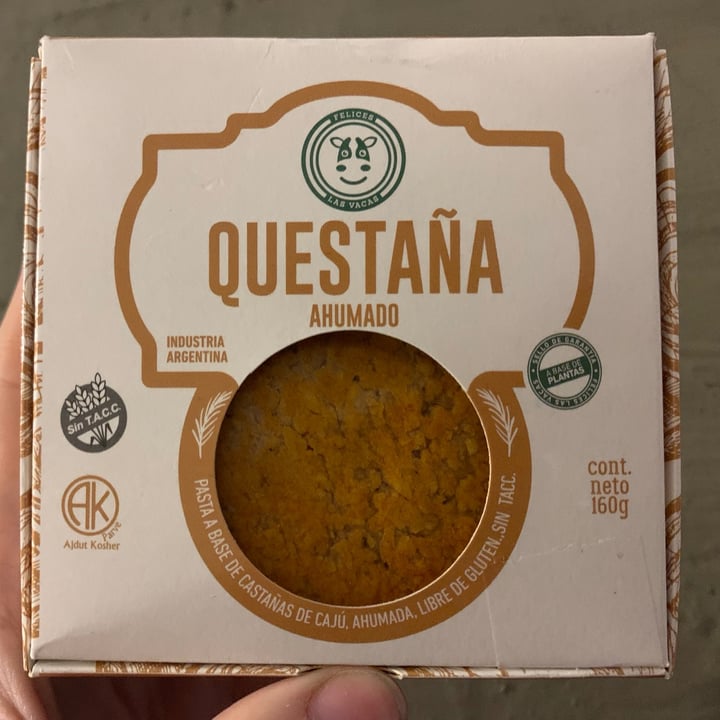 FELICES
LAS VACAS
QUESTAÑA
AHUMADO
INDUSTRIA
ARGENTINA
SELLO DE GARANTÍA
A BASE DE
PLANTAS
FELICES LAS VACAS
Sin T.A.C.C.
AK
Parve
Ajdut Kosher
cont.
neto
160g
PASTA A BASE DE CASTAÑAS DE CAJÚ, AHUMADA, LIBRE DE GLUTEN, SIN TACC.